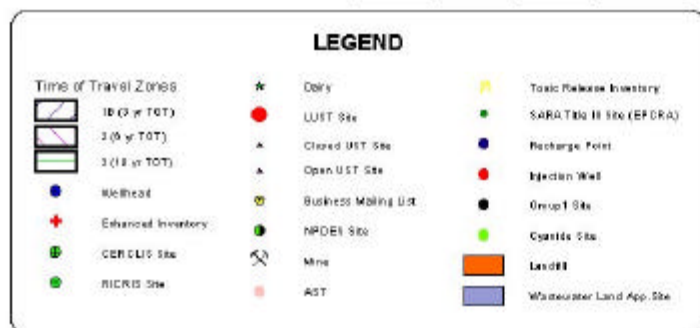 LEGEND
Time of Travel Zones
1B (3 yr TOT)
2 (6 yr TOT)
3 (10 yr TOT)
Wellhead
Enhanced Inventory
CERCLIS Site
RICRIS Site
Dairy
LUST Site
Closed UST Site
Open UST Site
Business Mailing List
NPDES Site
Mine
AST
Toxic Release Inventory
SARA Title III Site (EPCRA)
Recharge Point
Injection Well
Group1 Site
Cyanide Site
Landfill
Wastewater Land App.Site